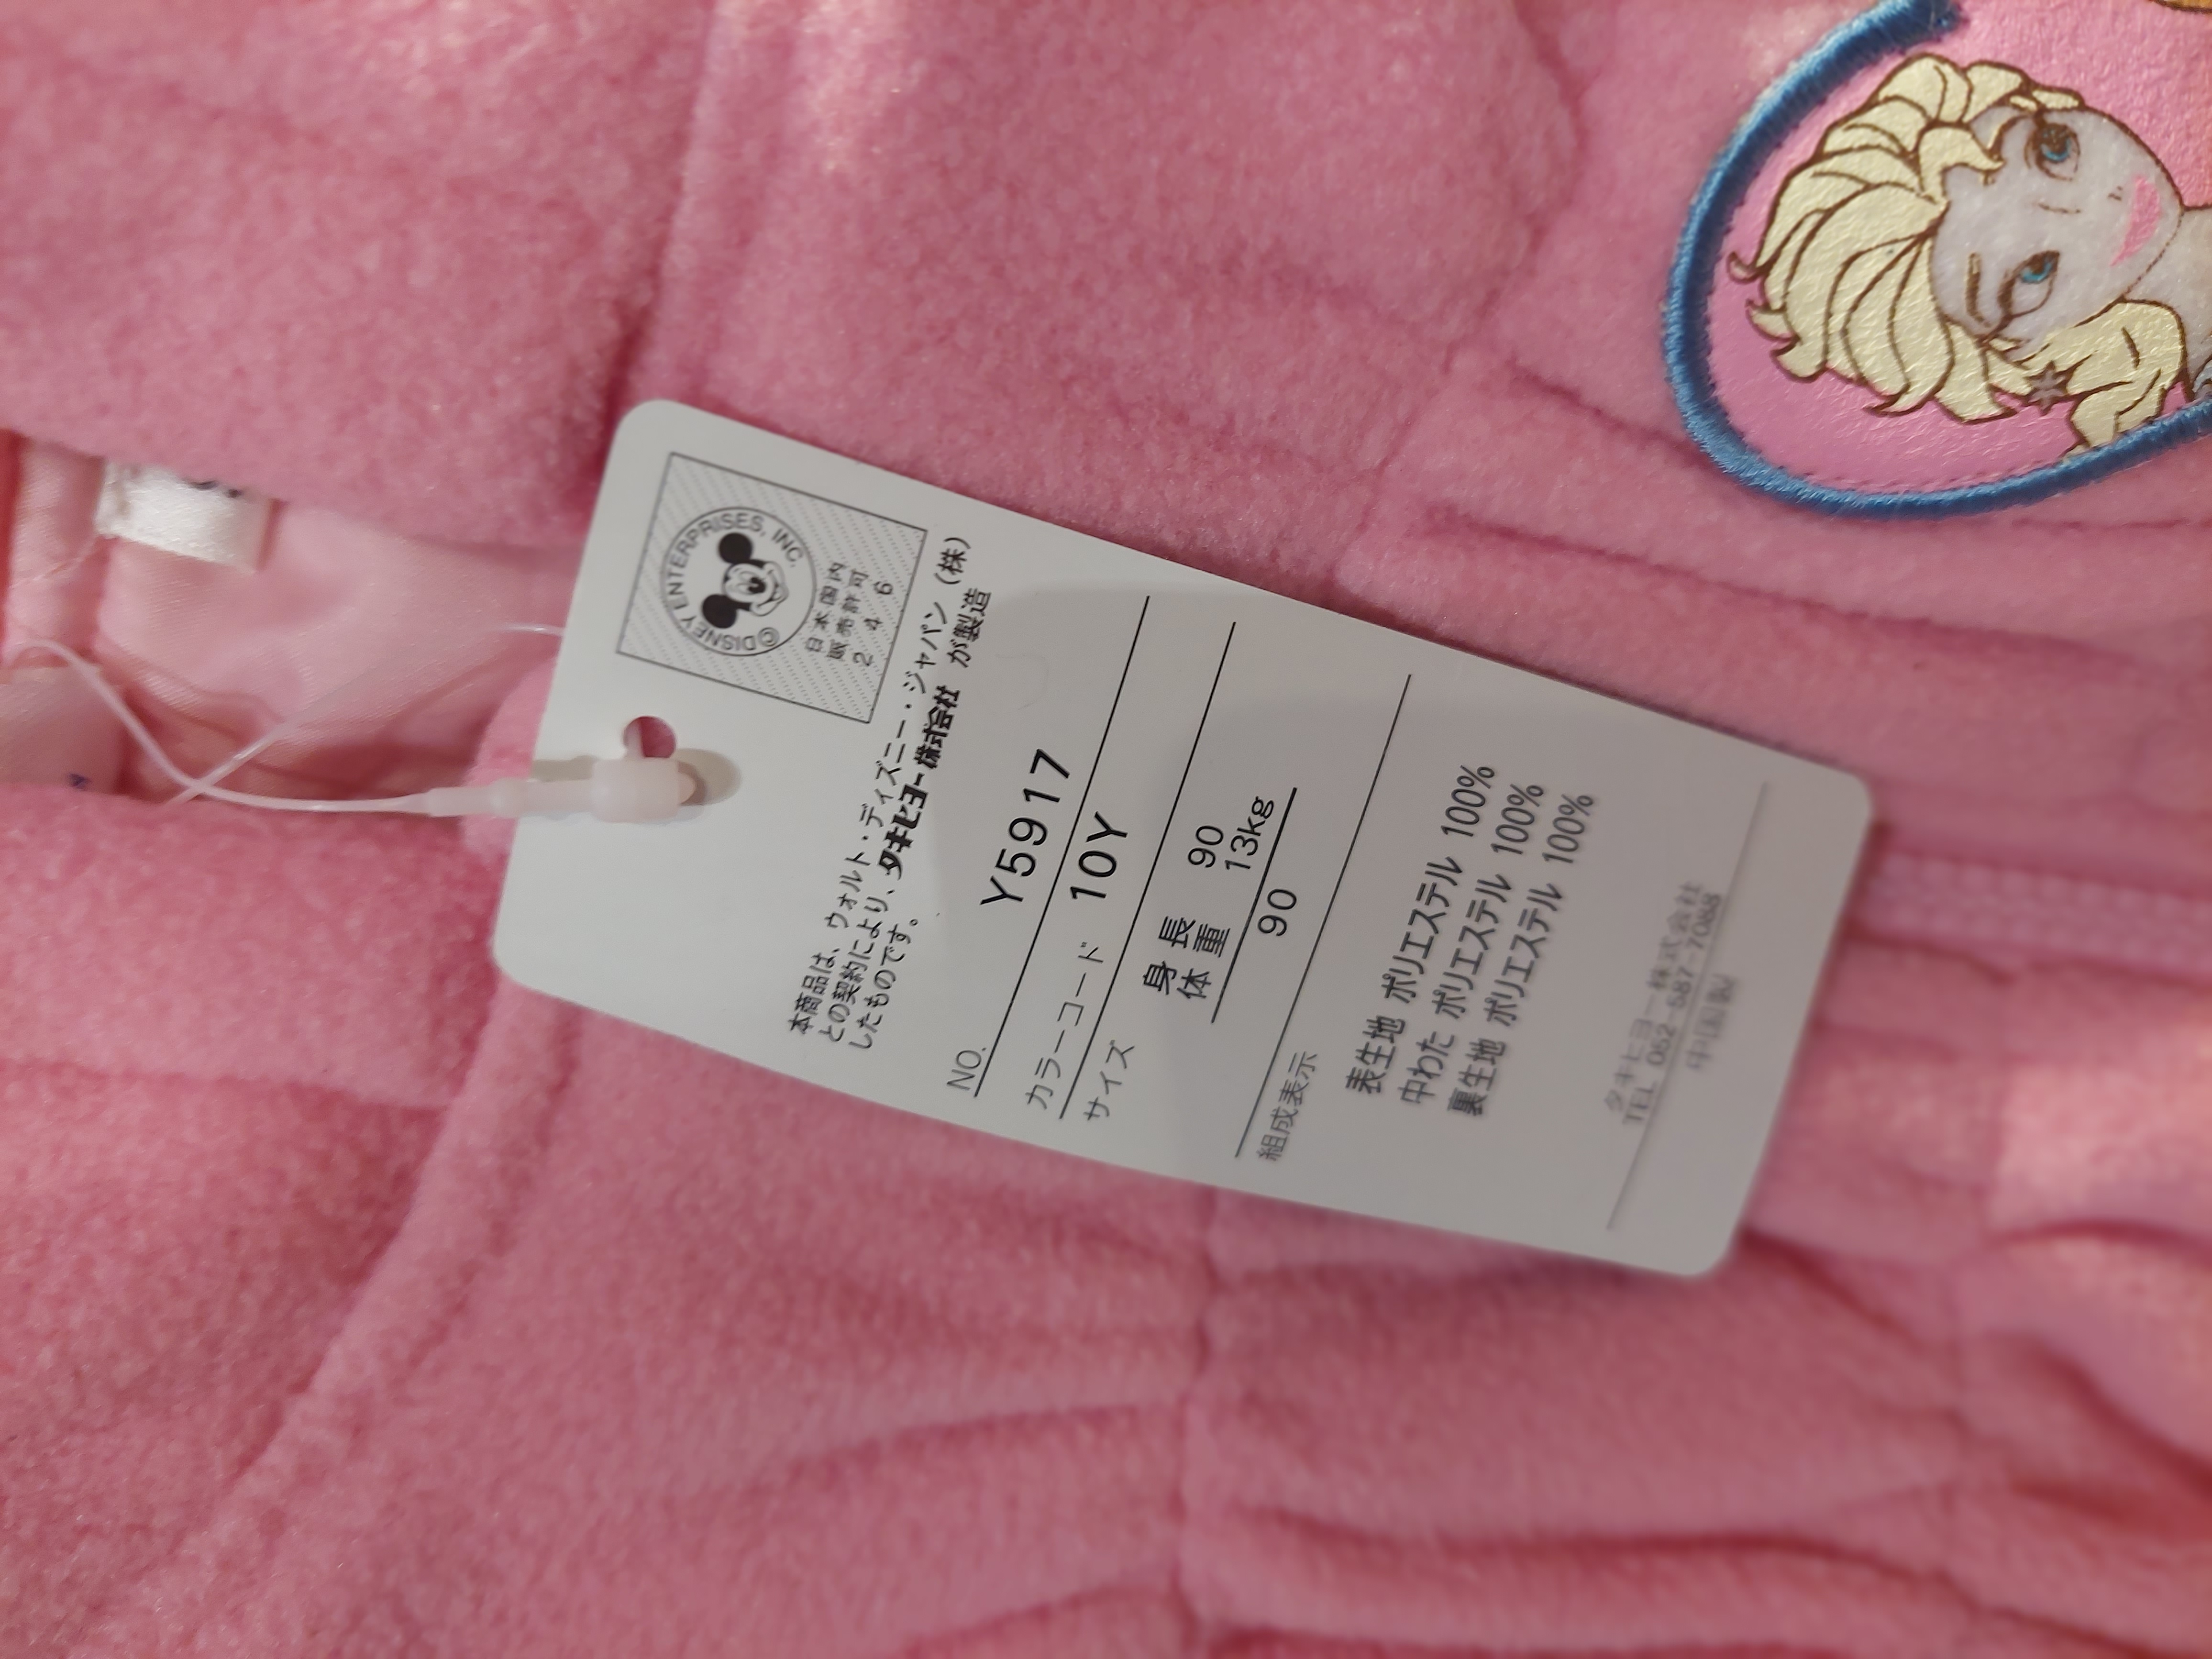 ©DISNEY ENTERPRISES, INC.
日本国内
販売許可
246
本商品は、ウォルト・ディズニー・ジャパン(株)
との契約により、タキヒヨー株式会社 が製造
したものです。
NO. Y5917
カラーコード 10Y
サイズ
身長 90
体重 13kg
90
組成表示
表生地 ポリエステル 100%
中わた ポリエステル 100%
裏生地 ポリエステル 100%
タキヒヨー株式会社
TEL 052-587-7088
中国製